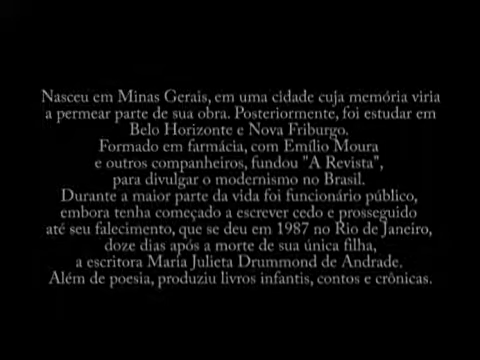 Nasceu em Minas Gerais, em uma cidade cuja memória viria
a permear parte de sua obra. Posteriormente, foi estudar em
Belo Horizonte e Nova Friburgo.
Formado em farmácia, com Emílio Moura
e outros companheiros, fundou "A Revista",
para divulgar o modernismo no Brasil.
Durante a maior parte da vida foi funcionário público,
embora tenha começado a escrever cedo e prosseguido
até seu falecimento, que se deu em 1987 no Rio de Janeiro,
doze dias após a morte de sua única filha,
a escritora Maria Julieta Drummond de Andrade.
Além de poesia, produziu livros infantis, contos e crônicas.